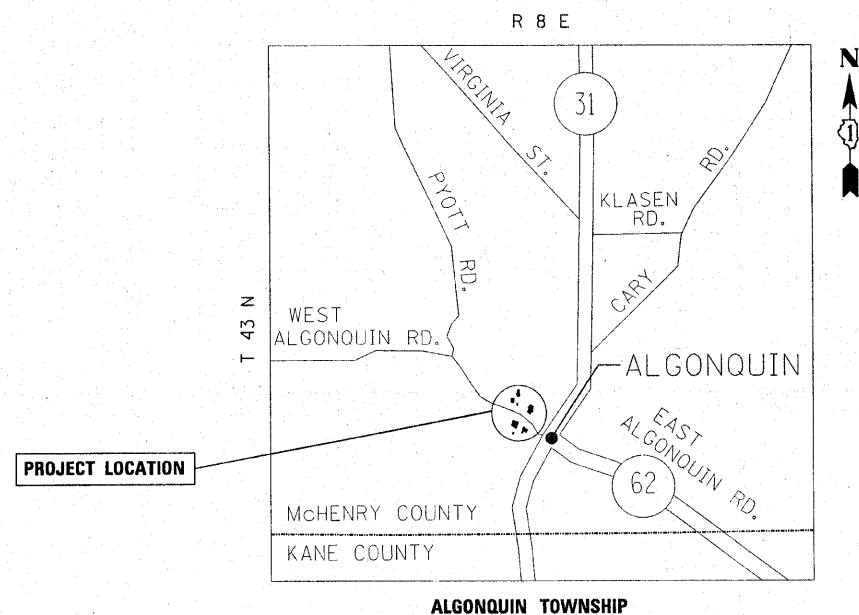 R 8 E
N
1
VIRGINIA ST.
31
PYOTT RD.
KLASEN
RD.
CARY RD.
T 43 N
WEST
ALGONQUIN RD.
ALGONQUIN
EAST
ALGONQUIN RD.
62
PROJECT LOCATION
McHENRY COUNTY
KANE COUNTY
ALGONQUIN TOWNSHIP